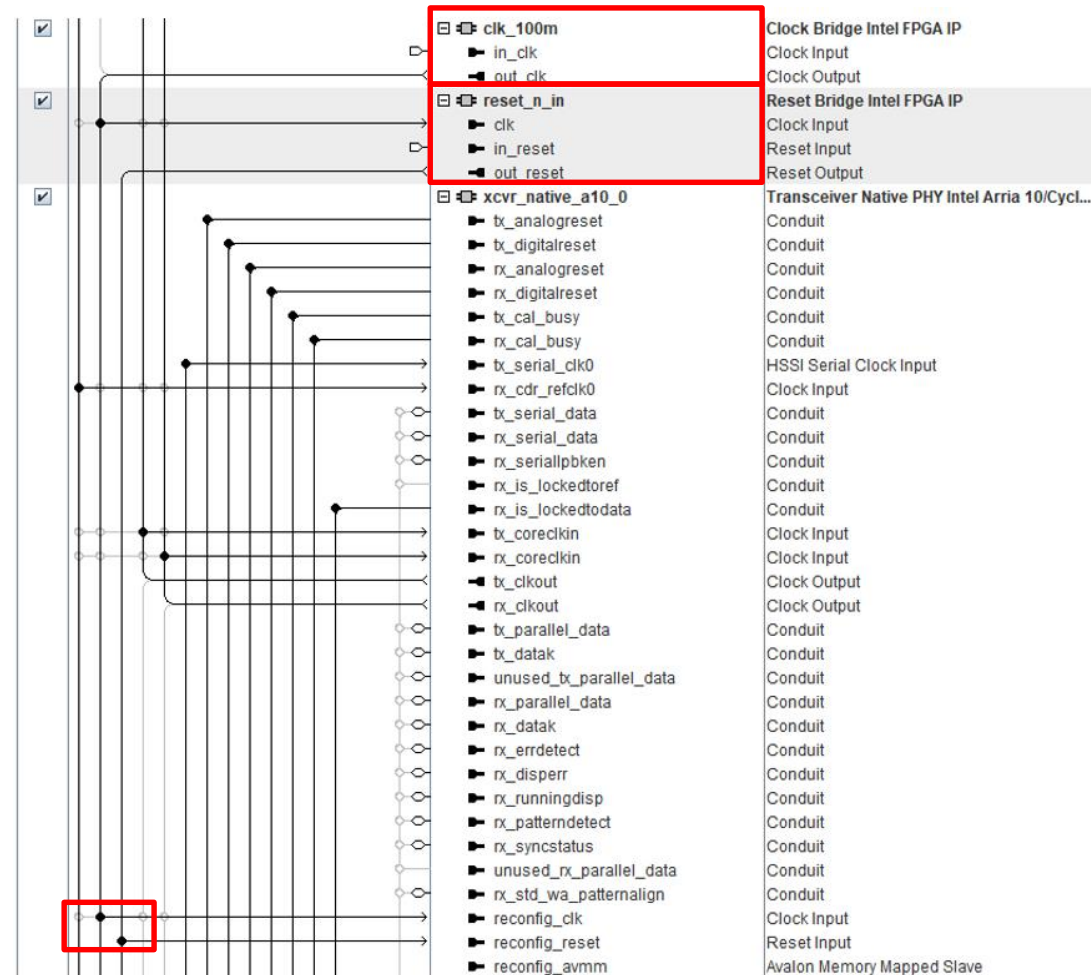 clk_100m Clock Bridge Intel FPGA IP
in_clk Clock Input
out_clk Clock Output
reset_n_in Reset Bridge Intel FPGA IP
clk Clock Input
in_reset Reset Input
out_reset Reset Output
xcvr_native_a10_0 Transceiver Native PHY Intel Arria 10/Cycl...
tx_analogreset Conduit
tx_digitalreset Conduit
rx_analogreset Conduit
rx_digitalreset Conduit
tx_cal_busy Conduit
rx_cal_busy Conduit
tx_serial_clk0 HSSI Serial Clock Input
rx_cdr_refclk0 Clock Input
tx_serial_data Conduit
rx_serial_data Conduit
rx_seriallpbken Conduit
rx_is_lockedtoref Conduit
rx_is_lockedtodata Conduit
tx_coreclkin Clock Input
rx_coreclkin Clock Input
tx_clkout Clock Output
rx_clkout Clock Output
tx_parallel_data Conduit
tx_datak Conduit
unused_tx_parallel_data Conduit
rx_parallel_data Conduit
rx_datak Conduit
rx_errdetect Conduit
rx_disperr Conduit
rx_runningdisp Conduit
rx_patterndetect Conduit
rx_syncstatus Conduit
unused_rx_parallel_data Conduit
rx_std_wa_patternalign Conduit
reconfig_clk Clock Input
reconfig_reset Reset Input
reconfig_avmm Avalon Memory Mapped Slave